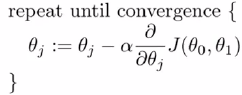 repeat until convergence {
θ_j := θ_j − α ∂/∂θ_j J(θ_0, θ_1)
}